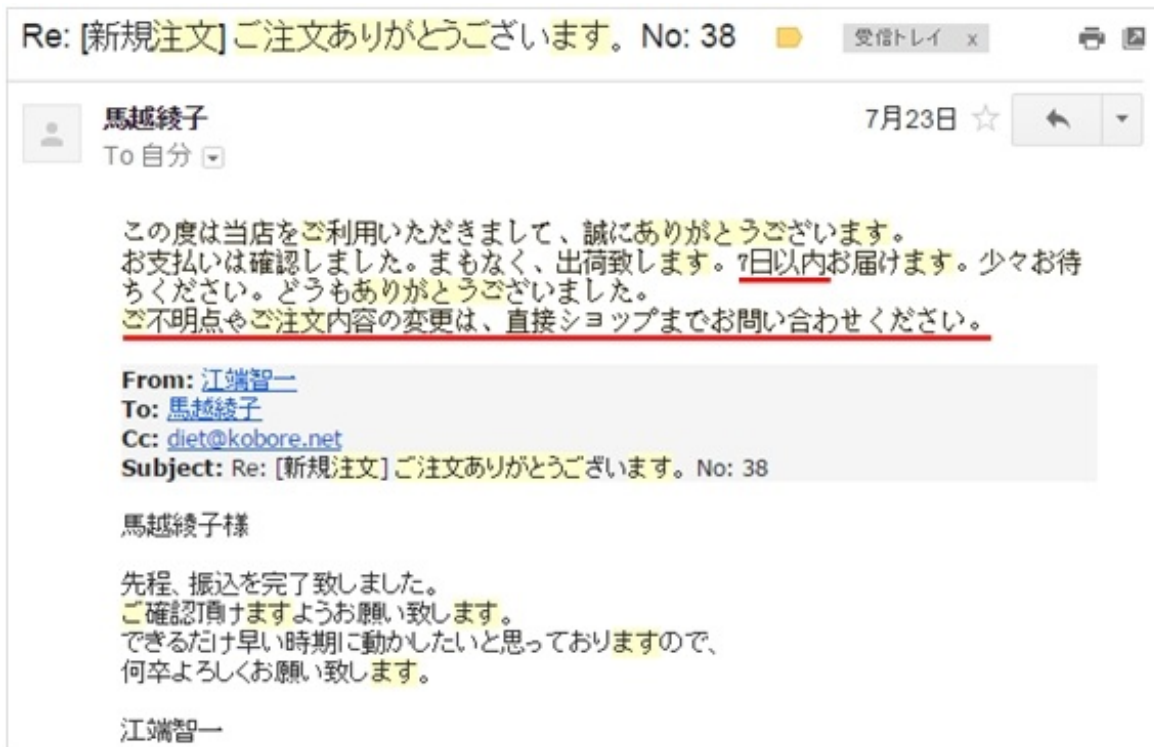 Re: [新規注文] ご注文ありがとうございます。 No: 38 受信トレイ x
馬越綾子 7月23日
To 自分
この度は当店をご利用いただきまして、誠にありがとうございます。
お支払いは確認しました。まもなく、出荷致します。7日以内お届けます。少々お待
ちください。どうもありがとうございました。
ご不明点やご注文内容の変更は、直接ショップまでお問い合わせください。
From: 江端智一
To: 馬越綾子
Cc: diet@kobore.net
Subject: Re: [新規注文] ご注文ありがとうございます。 No: 38
馬越綾子様
先程、振込を完了致しました。
ご確認頂けますようお願い致します。
できるだけ早い時期に動かしたいと思っておりますので、
何卒よろしくお願い致します。
江端智一